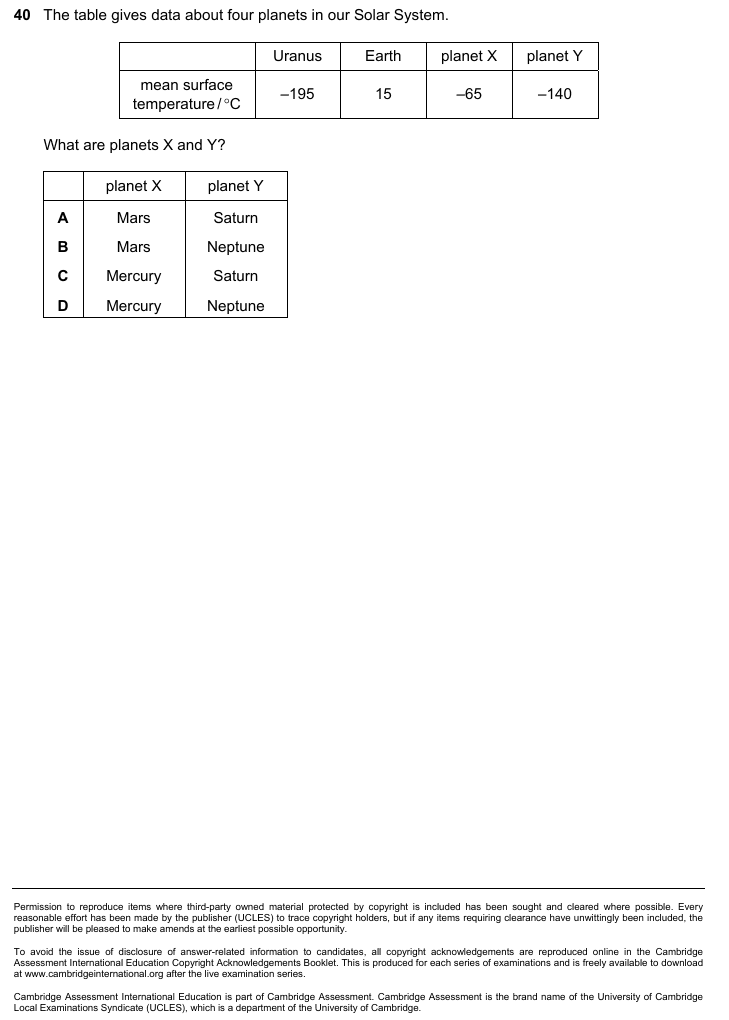 40 The table gives data about four planets in our Solar System.
Uranus Earth planet X planet Y
mean surface
temperature / °C –195 15 –65 –140
What are planets X and Y?
planet X planet Y
A Mars Saturn
B Mars Neptune
C Mercury Saturn
D Mercury Neptune
Permission to reproduce items where third-party owned material protected by copyright is included has been sought and cleared where possible. Every
reasonable effort has been made by the publisher (UCLES) to trace copyright holders, but if any items requiring clearance have unwittingly been included, the
publisher will be pleased to make amends at the earliest possible opportunity.
To avoid the issue of disclosure of answer-related information to candidates, all copyright acknowledgements are reproduced online in the Cambridge
Assessment International Education Copyright Acknowledgements Booklet. This is produced for each series of examinations and is freely available to download
at www.cambridgeinternational.org after the live examination series.
Cambridge Assessment International Education is part of Cambridge Assessment. Cambridge Assessment is the brand name of the University of Cambridge
Local Examinations Syndicate (UCLES), which is a department of the University of Cambridge.